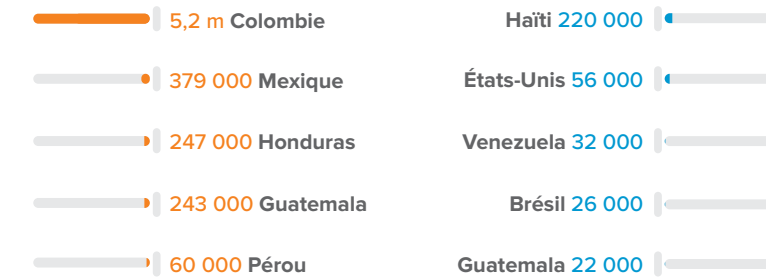 5,2 m Colombie
379 000 Mexique
247 000 Honduras
243 000 Guatemala
60 000 Pérou
Haïti 220 000
États-Unis 56 000
Venezuela 32 000
Brésil 26 000
Guatemala 22 000